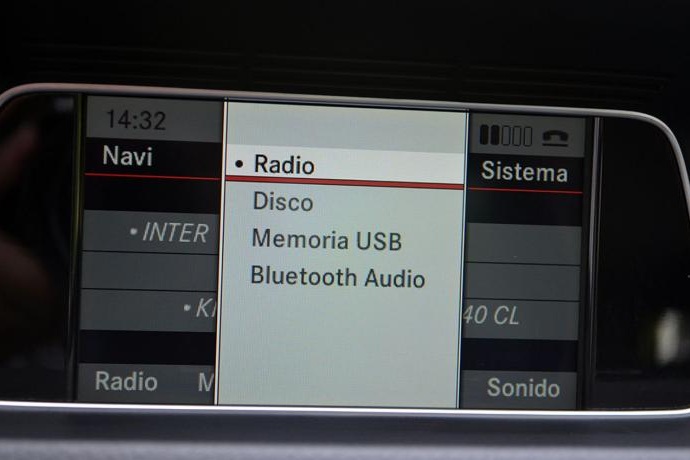 14:32
Navi
• Radio
Sistema
Disco
• INTER
Memoria USB
Bluetooth Audio
40 CL
Radio
Sonido